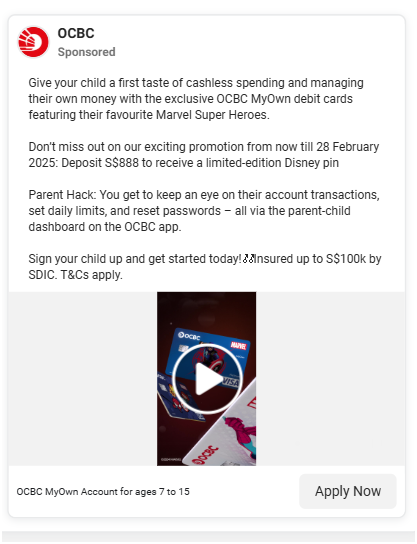 OCBC
Sponsored
Give your child a first taste of cashless spending and managing
their own money with the exclusive OCBC MyOwn debit cards
featuring their favourite Marvel Super Heroes.
Don't miss out on our exciting promotion from now till 28 February
2025: Deposit S$888 to receive a limited-edition Disney pin
Parent Hack: You get to keep an eye on their account transactions,
set daily limits, and reset passwords – all via the parent-child
dashboard on the OCBC app.
Sign your child up and get started today! Insured up to S$100k by
SDIC. T&Cs apply.
OCBC
MARVEL
VISA
OCBC
OCBC MyOwn Account for ages 7 to 15
Apply Now